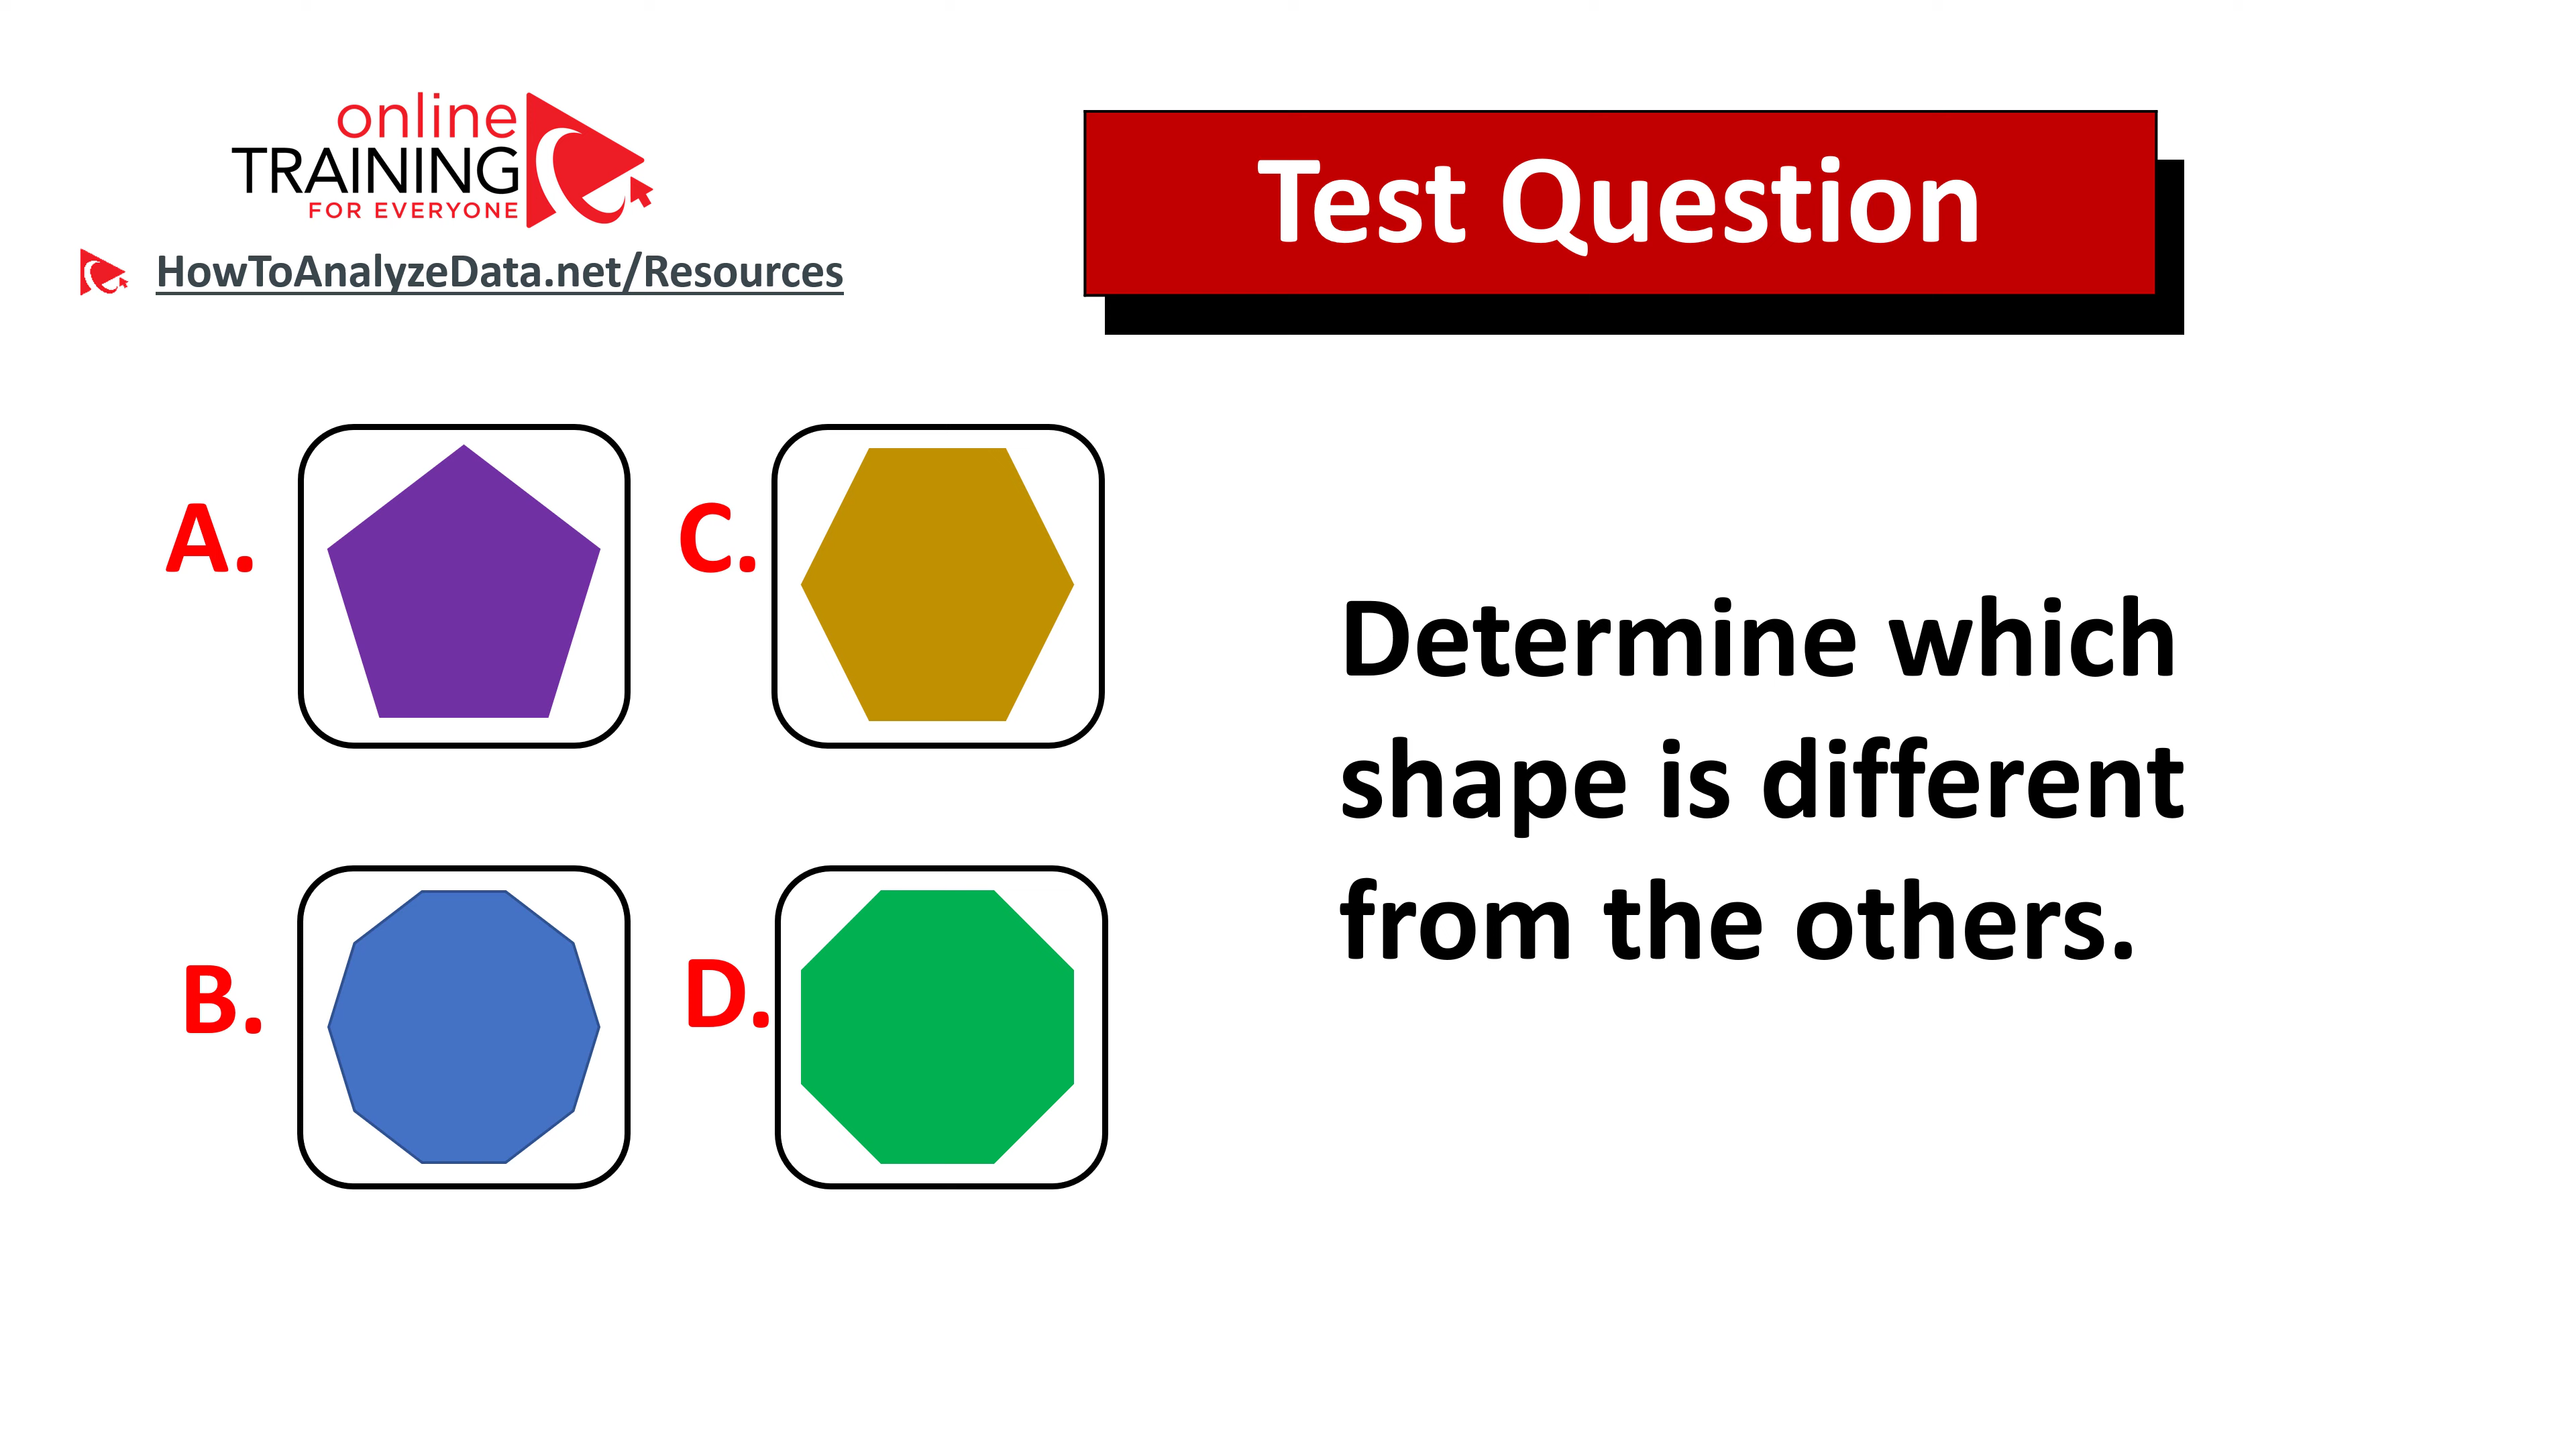 online
TRAINING
FOR EVERYONE
HowToAnalyzeData.net/Resources
Test Question
A.
C.
B.
D.
Determine which
shape is different
from the others.